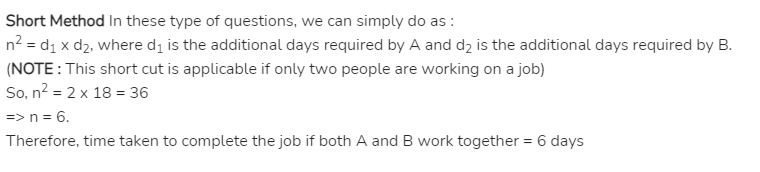 Short Method In these type of questions, we can simply do as :
n² = d₁ x d₂, where d₁ is the additional days required by A and d₂ is the additional days required by B.
(NOTE : This short cut is applicable if only two people are working on a job)
So, n² = 2 x 18 = 36
=> n = 6.
Therefore, time taken to complete the job if both A and B work together = 6 days